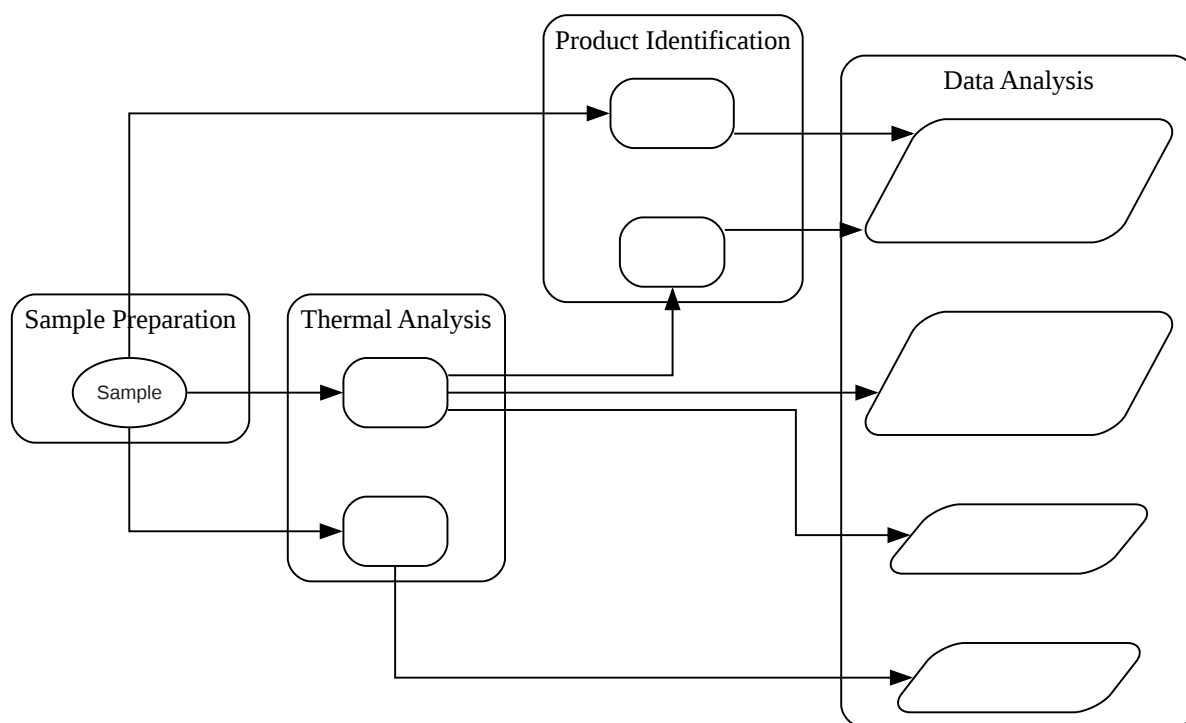 Product Identification
Data Analysis
Sample Preparation
Thermal Analysis
Sample